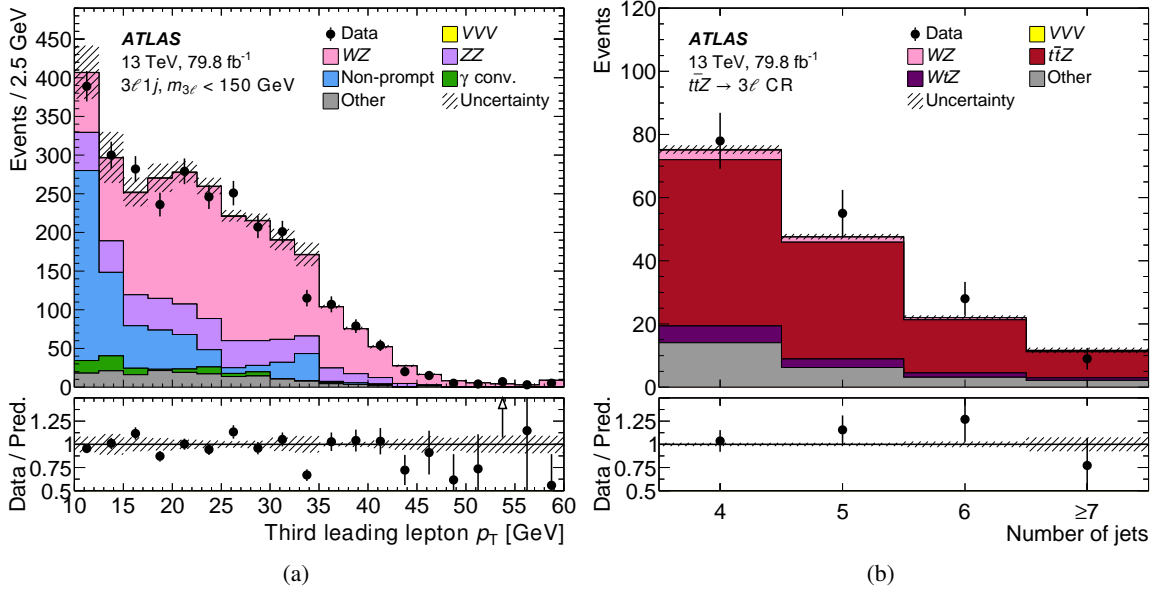 Events / 2.5 GeV
450
400
350
300
250
200
150
100
50
0
ATLAS
13 TeV, 79.8 fb⁻¹
3ℓ1j, m₃ℓ < 150 GeV
Data
WZ
Non-prompt
Other
VVV
ZZ
γ conv.
Uncertainty
Data / Pred.
1.25
1
0.75
0.5
10 15 20 25 30 35 40 45 50 55 60
Third leading lepton p_T [GeV]
(a)
Events
120
100
80
60
40
20
0
ATLAS
13 TeV, 79.8 fb⁻¹
tt̄Z → 3ℓ CR
Data
WZ
WtZ
Uncertainty
VVV
tt̄Z
Other
Data / Pred.
1.25
1
0.75
0.5
4 5 6 ≥7
Number of jets
(b)